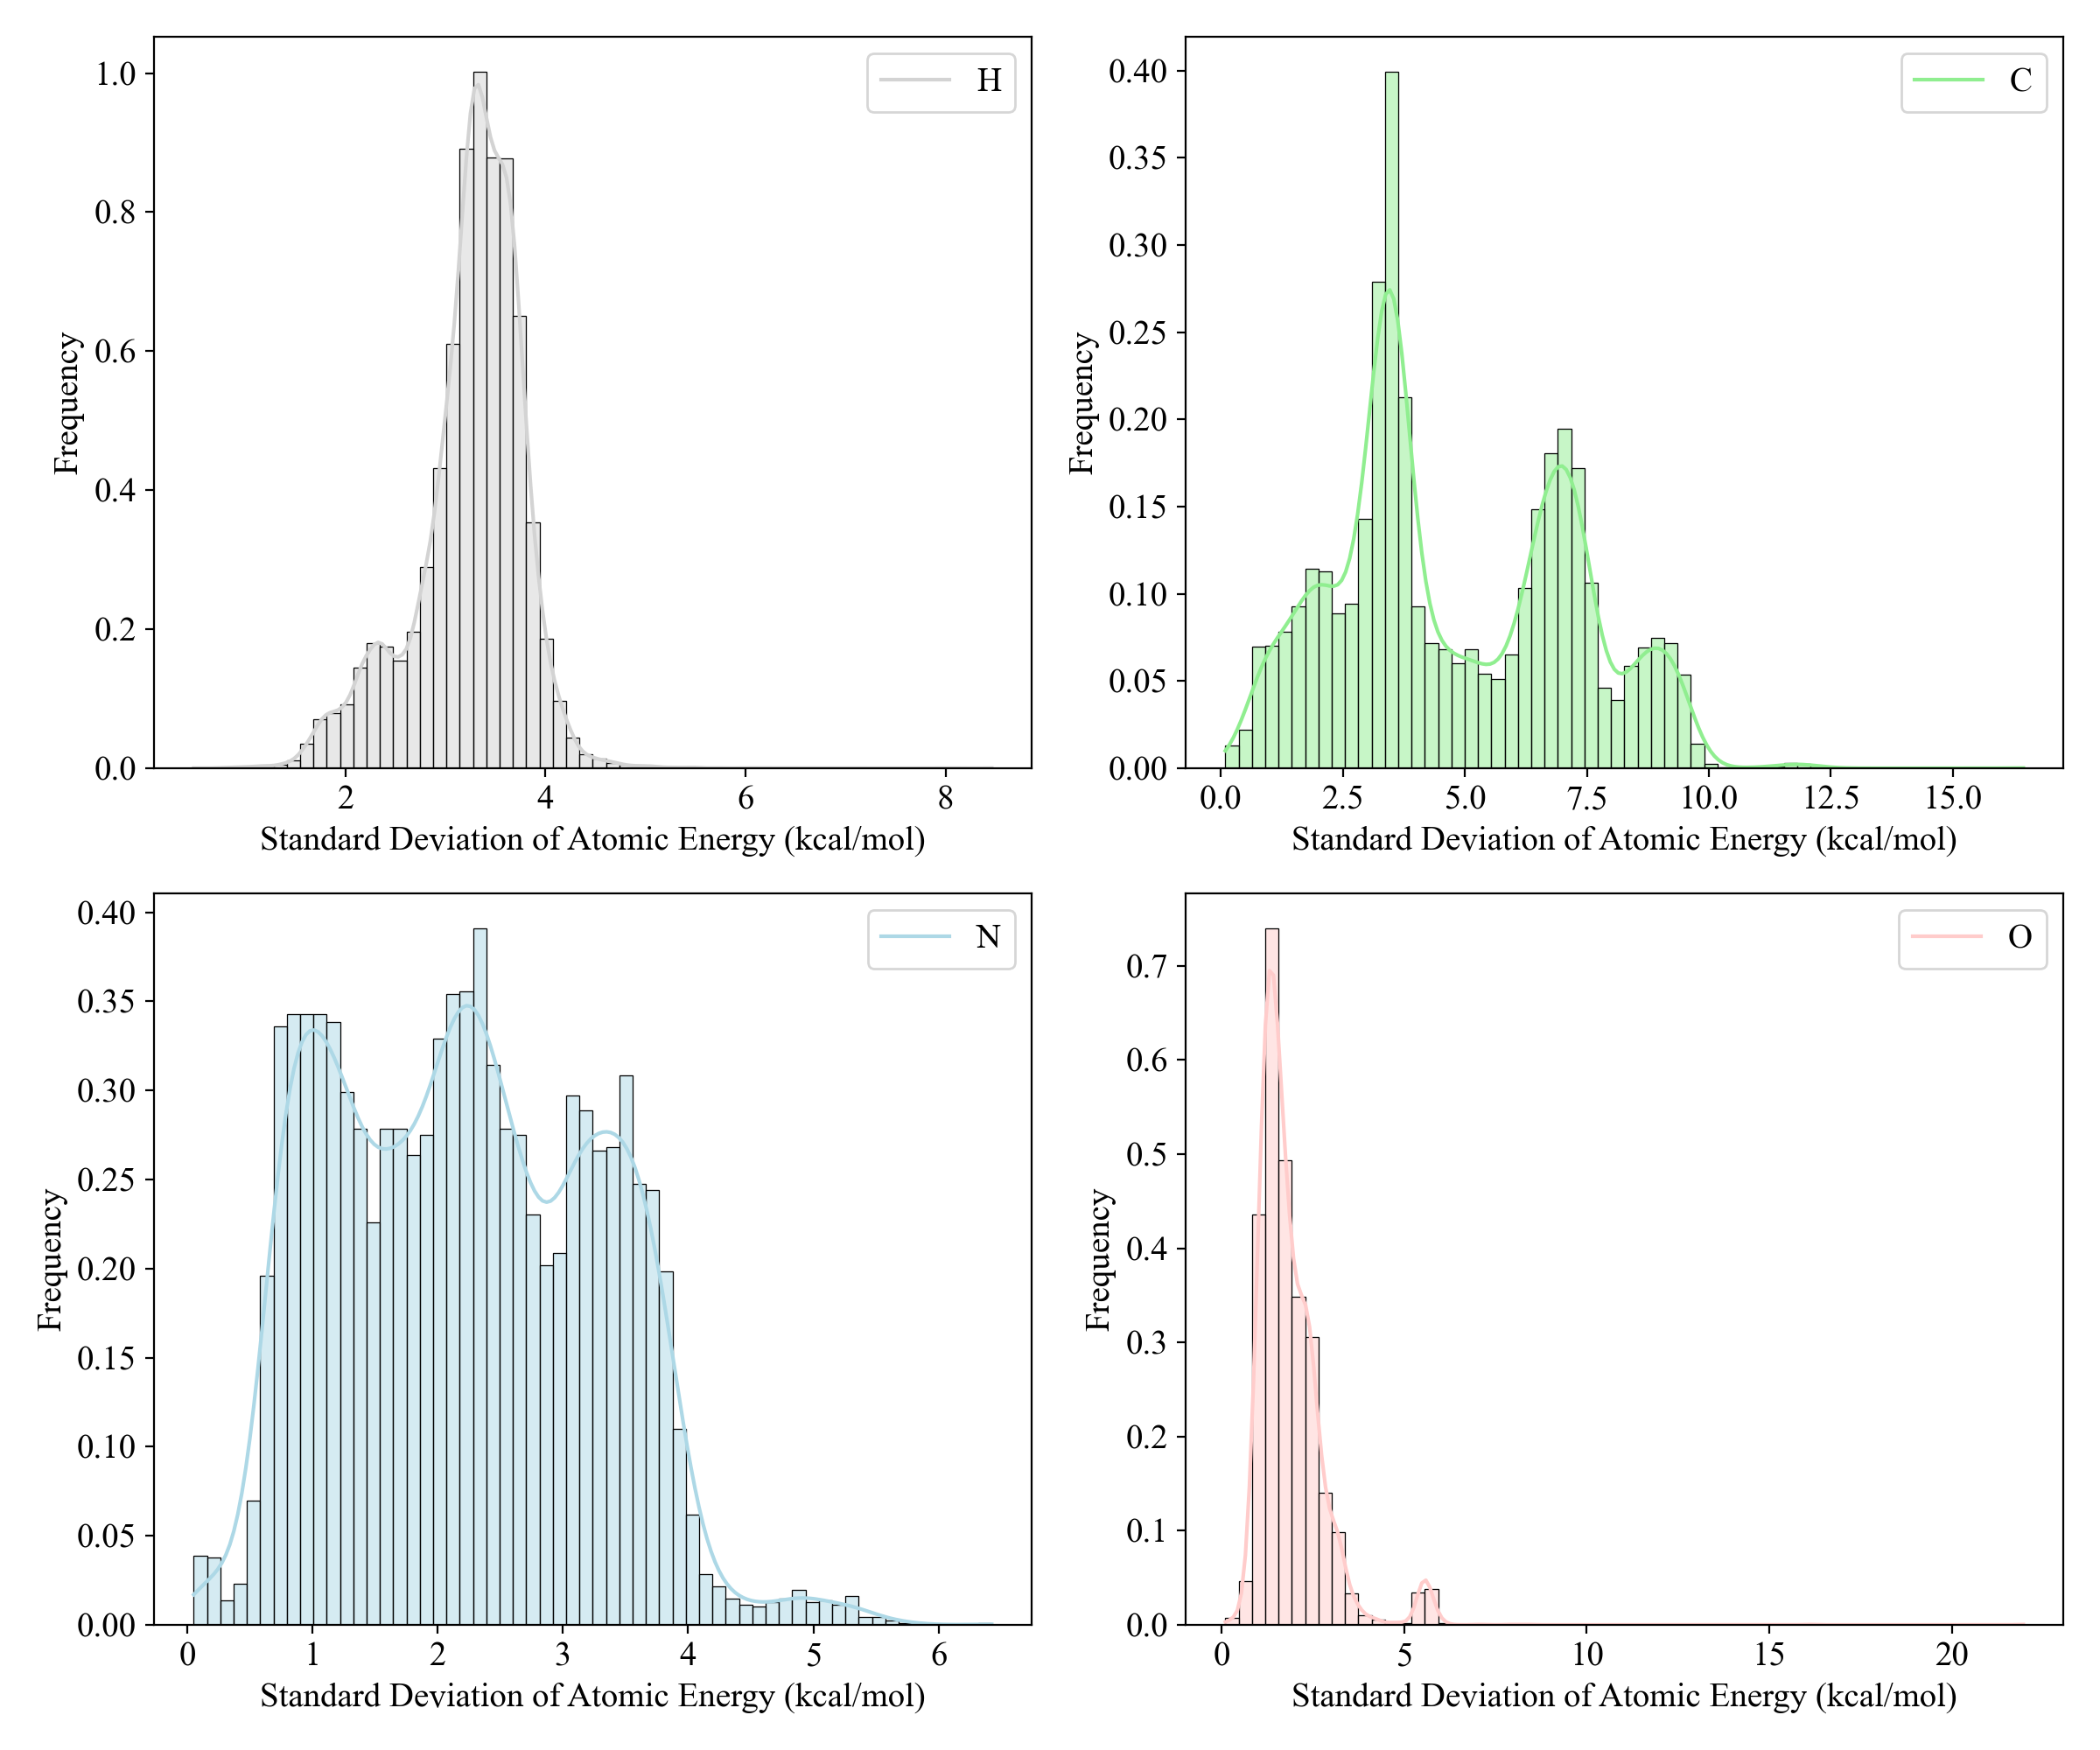 H
1.0
0.8
0.6
0.4
0.2
0.0
Frequency
2 4 6 8
Standard Deviation of Atomic Energy (kcal/mol)
C
0.40
0.35
0.30
0.25
0.20
0.15
0.10
0.05
0.00
Frequency
0.0 2.5 5.0 7.5 10.0 12.5 15.0
Standard Deviation of Atomic Energy (kcal/mol)
N
0.40
0.35
0.30
0.25
0.20
0.15
0.10
0.05
0.00
Frequency
0 1 2 3 4 5 6
Standard Deviation of Atomic Energy (kcal/mol)
O
0.7
0.6
0.5
0.4
0.3
0.2
0.1
0.0
Frequency
0 5 10 15 20
Standard Deviation of Atomic Energy (kcal/mol)